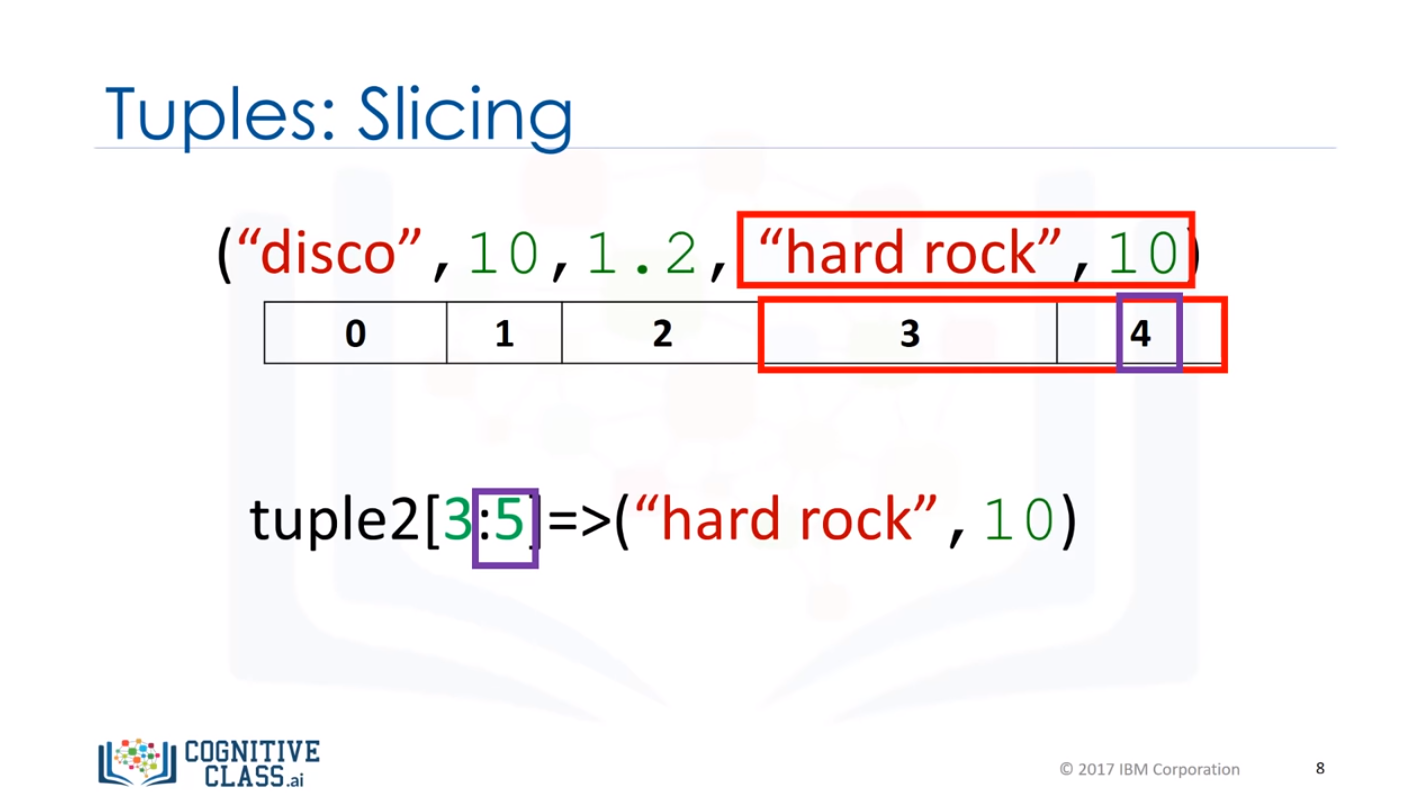 Tuples: Slicing
(“disco”,10,1.2, “hard rock”,10)
0 1 2 3 4
tuple2[3:5]=>(“hard rock”,10)
COGNITIVE
CLASS.ai
© 2017 IBM Corporation 8